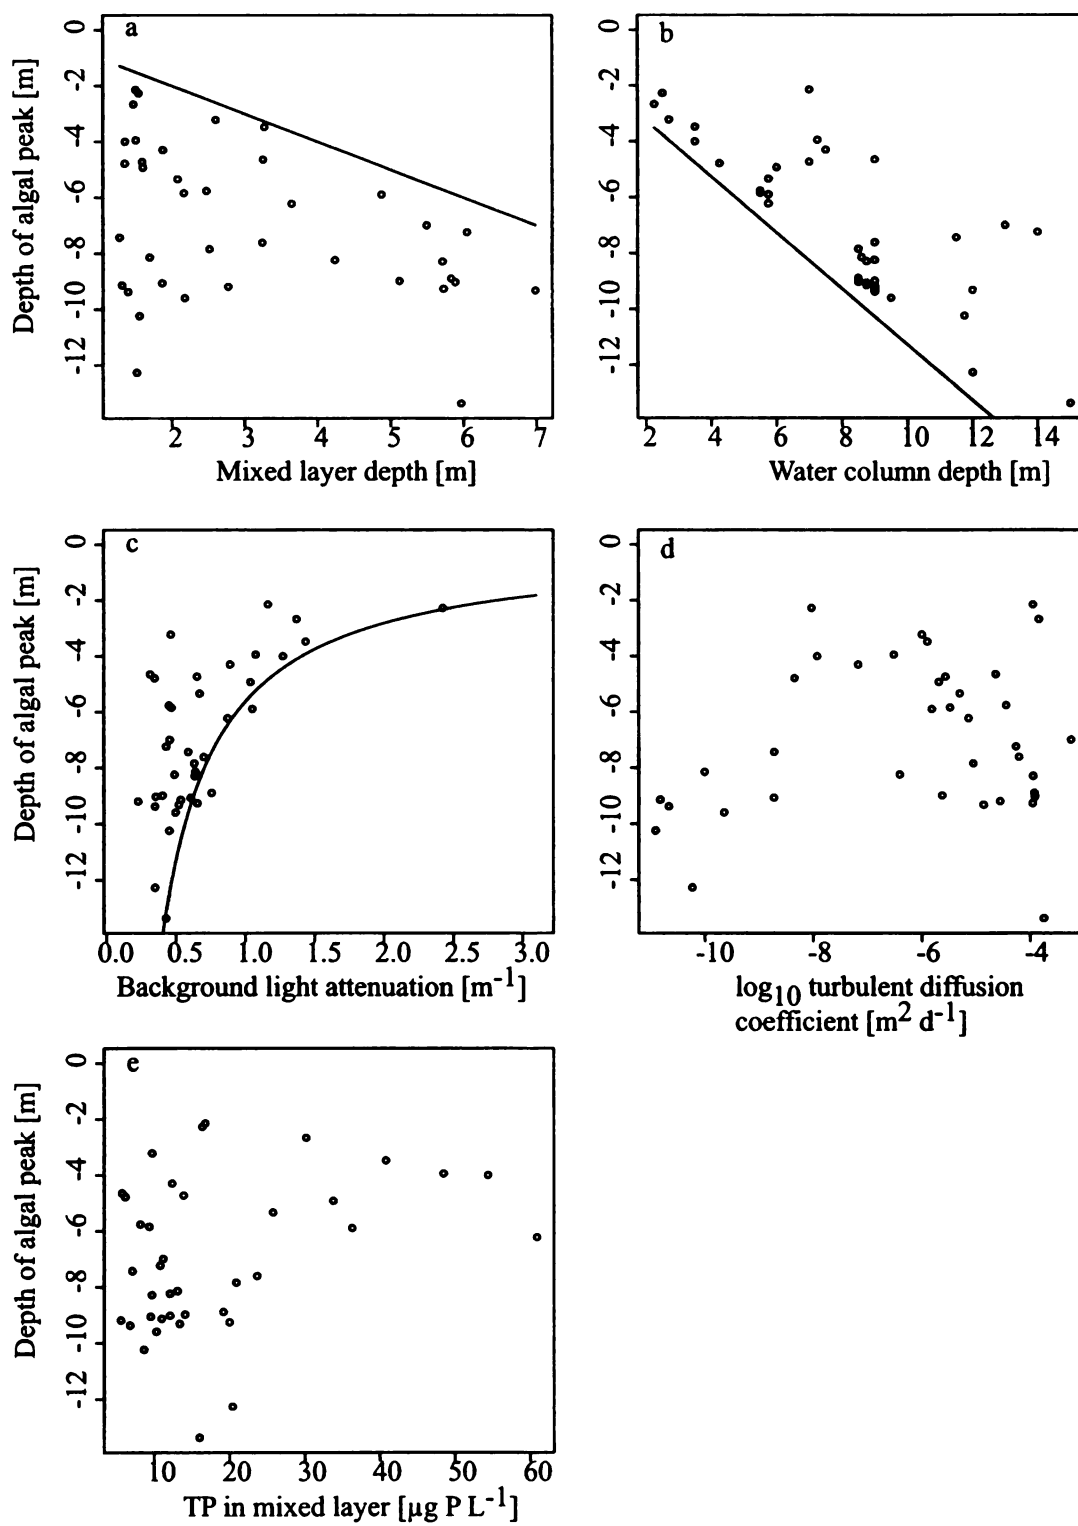 a
Depth of algal peak [m]
0
-2
-4
-6
-8
-10
-12
2 3 4 5 6 7
Mixed layer depth [m]
b
Depth of algal peak [m]
0
-2
-4
-6
-8
-10
-12
2 4 6 8 10 12 14
Water column depth [m]
c
Depth of algal peak [m]
0
-2
-4
-6
-8
-10
-12
0.0 0.5 1.0 1.5 2.0 2.5 3.0
Background light attenuation [m⁻¹]
d
0
-2
-4
-6
-8
-10
-12
-10 -8 -6 -4
log₁₀ turbulent diffusion
coefficient [m² d⁻¹]
e
Depth of algal peak [m]
0
-2
-4
-6
-8
-10
-12
10 20 30 40 50 60
TP in mixed layer [µg P L⁻¹]